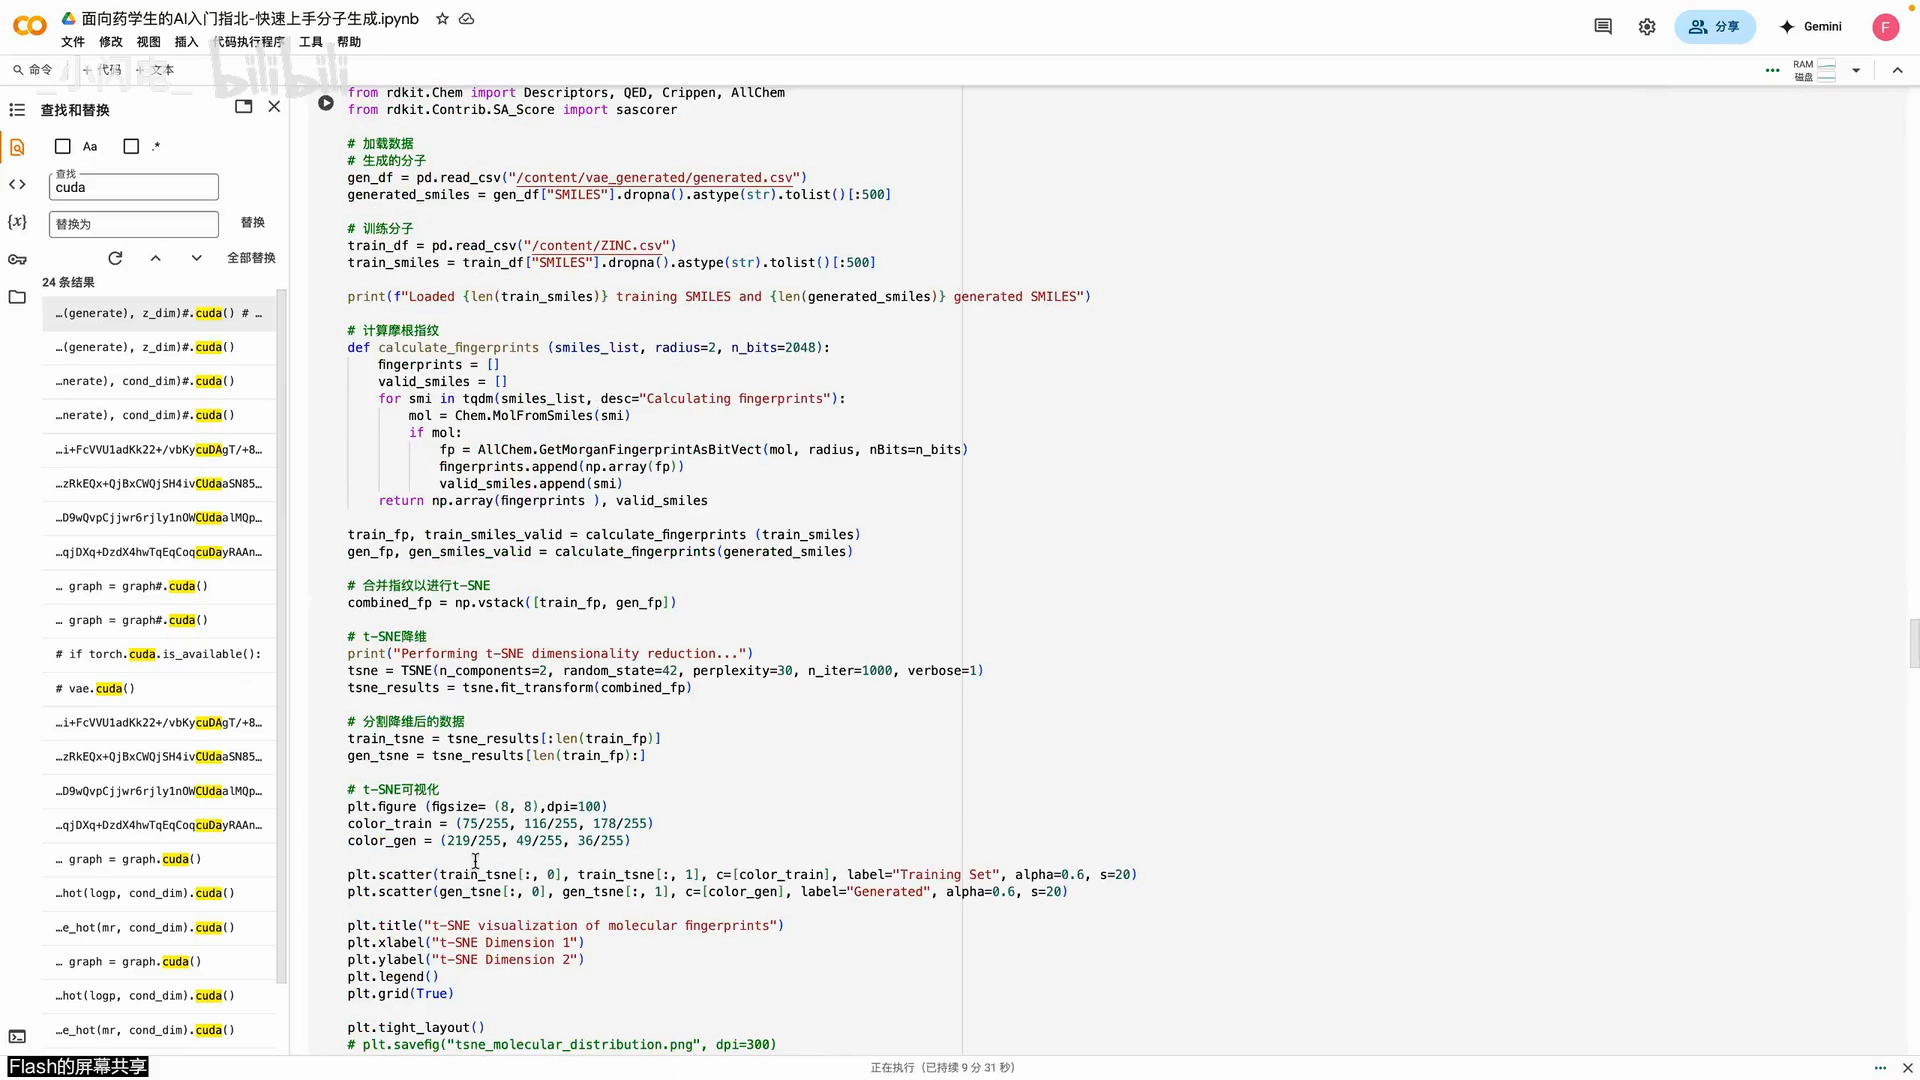 面向药学生的AI入门指北-快速上手分子生成.ipynb
文件 修改 视图 插入 代码执行程序 工具 帮助
分享
Gemini
F
命令 + 代码 + 文本
bilibili
RAM
磁盘
查找和替换
Aa
.*
查找
cuda
替换为
替换
全部替换
24 条结果
…(generate), z_dim)#.cuda() # …
…(generate), z_dim)#.cuda()
…nerate), cond_dim)#.cuda()
…nerate), cond_dim)#.cuda()
…i+FcVVU1adKk22+/vbKycuDAgT/+8…
…zRkEQx+QjBxCWQjSH4ivCUdaaSN85…
…D9wQvpCjjwr6rjly1nOWCUdaalMQp…
…qjDXq+DzdX4hwTqEqCoqcuDayRAAn…
… graph = graph#.cuda()
… graph = graph#.cuda()
# if torch.cuda.is_available():
# vae.cuda()
…i+FcVVU1adKk22+/vbKycuDAgT/+8…
…zRkEQx+QjBxCWQjSH4ivCUdaaSN85…
…D9wQvpCjjwr6rjly1nOWCUdaalMQp…
…qjDXq+DzdX4hwTqEqCoqcuDayRAAn…
… graph = graph.cuda()
…hot(logp, cond_dim).cuda()
…e_hot(mr, cond_dim).cuda()
… graph = graph.cuda()
…hot(logp, cond_dim).cuda()
…e_hot(mr, cond_dim).cuda()
from rdkit.Chem import Descriptors, QED, Crippen, AllChem
from rdkit.Contrib.SA_Score import sascorer
# 加载数据
# 生成的分子
gen_df = pd.read_csv("/content/vae_generated/generated.csv")
generated_smiles = gen_df["SMILES"].dropna().astype(str).tolist()[:500]
# 训练分子
train_df = pd.read_csv("/content/ZINC.csv")
train_smiles = train_df["SMILES"].dropna().astype(str).tolist()[:500]
print(f"Loaded {len(train_smiles)} training SMILES and {len(generated_smiles)} generated SMILES")
# 计算摩根指纹
def calculate_fingerprints (smiles_list, radius=2, n_bits=2048):
fingerprints = []
valid_smiles = []
for smi in tqdm(smiles_list, desc="Calculating fingerprints"):
mol = Chem.MolFromSmiles(smi)
if mol:
fp = AllChem.GetMorganFingerprintAsBitVect(mol, radius, nBits=n_bits)
fingerprints.append(np.array(fp))
valid_smiles.append(smi)
return np.array(fingerprints ), valid_smiles
train_fp, train_smiles_valid = calculate_fingerprints (train_smiles)
gen_fp, gen_smiles_valid = calculate_fingerprints(generated_smiles)
# 合并指纹以进行t-SNE
combined_fp = np.vstack([train_fp, gen_fp])
# t-SNE降维
print("Performing t-SNE dimensionality reduction...")
tsne = TSNE(n_components=2, random_state=42, perplexity=30, n_iter=1000, verbose=1)
tsne_results = tsne.fit_transform(combined_fp)
# 分割降维后的数据
train_tsne = tsne_results[:len(train_fp)]
gen_tsne = tsne_results[len(train_fp):]
# t-SNE可视化
plt.figure (figsize= (8, 8),dpi=100)
color_train = (75/255, 116/255, 178/255)
color_gen = (219/255, 49/255, 36/255)
plt.scatter(train_tsne[:, 0], train_tsne[:, 1], c=[color_train], label="Training Set", alpha=0.6, s=20)
plt.scatter(gen_tsne[:, 0], gen_tsne[:, 1], c=[color_gen], label="Generated", alpha=0.6, s=20)
plt.title("t-SNE visualization of molecular fingerprints")
plt.xlabel("t-SNE Dimension 1")
plt.ylabel("t-SNE Dimension 2")
plt.legend()
plt.grid(True)
plt.tight_layout()
# plt.savefig("tsne_molecular_distribution.png", dpi=300)
Flash的屏幕共享
正在执行（已持续 9 分 31 秒）